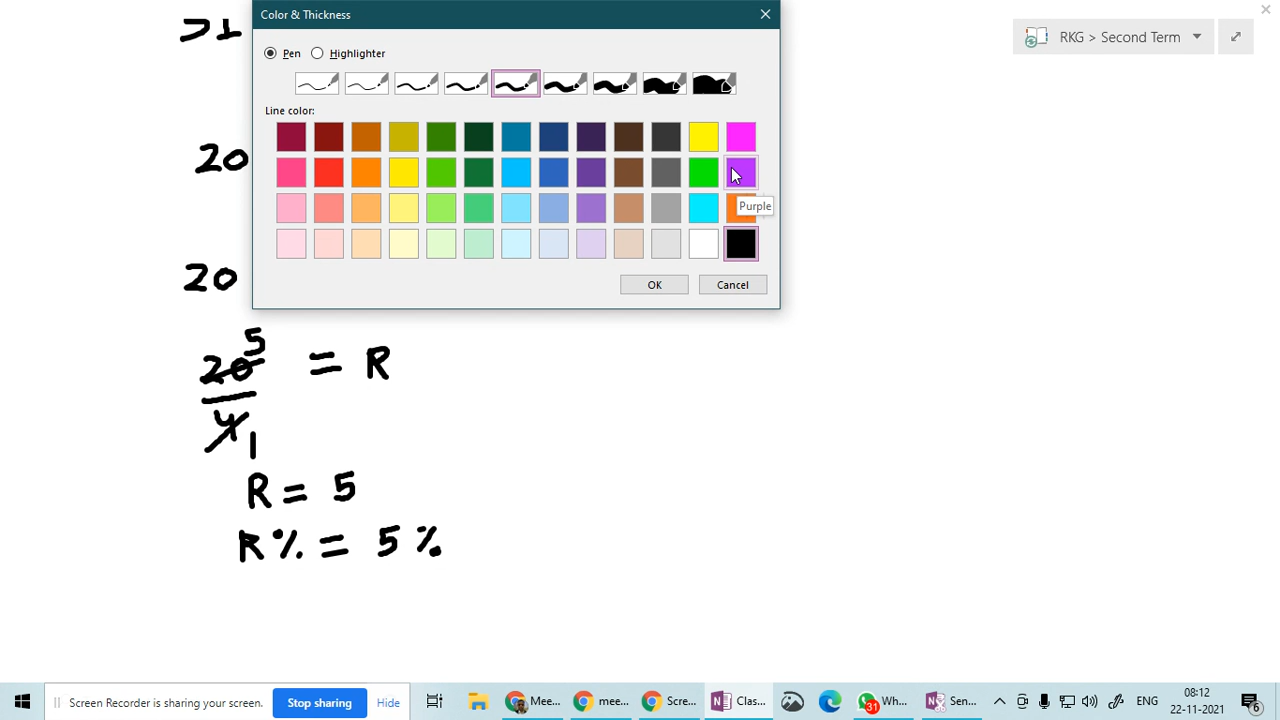 Color & Thickness
Pen Highlighter
RKG > Second Term
Line color:
20
Purple
20
OK Cancel
20 5 = R
4 1
R = 5
R% = 5%
Screen Recorder is sharing your screen. Stop sharing Hide
Mee... mee... Scre... Clas... Wh... Sen... ENG 08:12
31
22-11-2021
6